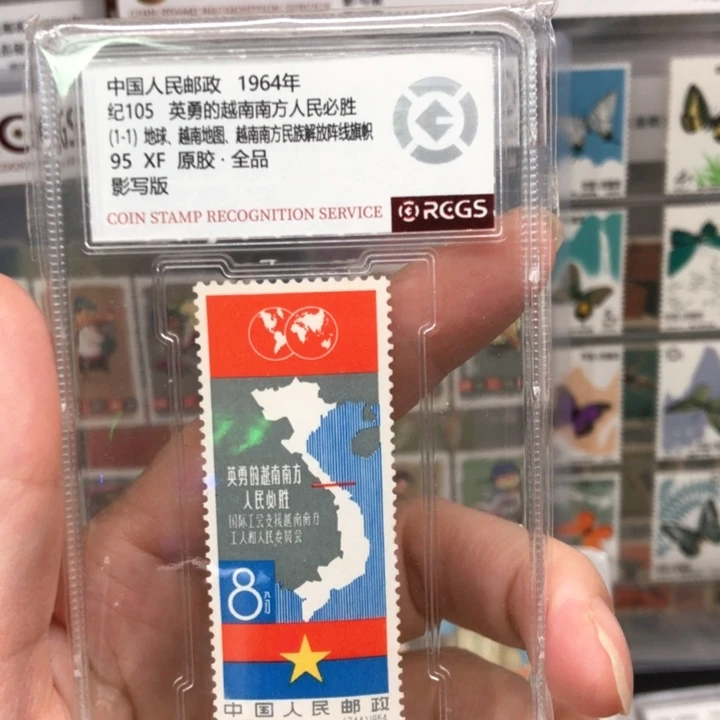 中国人民邮政 1964年
纪105 英勇的越南南方人民必胜
(1-1) 地球、越南地图、越南南方民族解放阵线旗帜
95 XF 原胶·全品
影写版
COIN STAMP RECOGNITION SERVICE RCGS
英勇的越南南方
人民必胜
国际工会支援越南南方
工人和人民委员会
8分
中国人民邮政